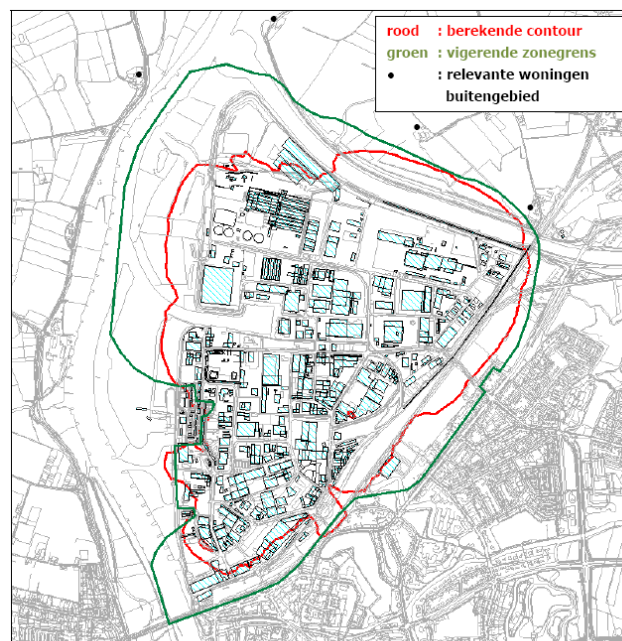 rood : berekende contour
groen : vigerende zonegrens
• : relevante woningen
buitengebied